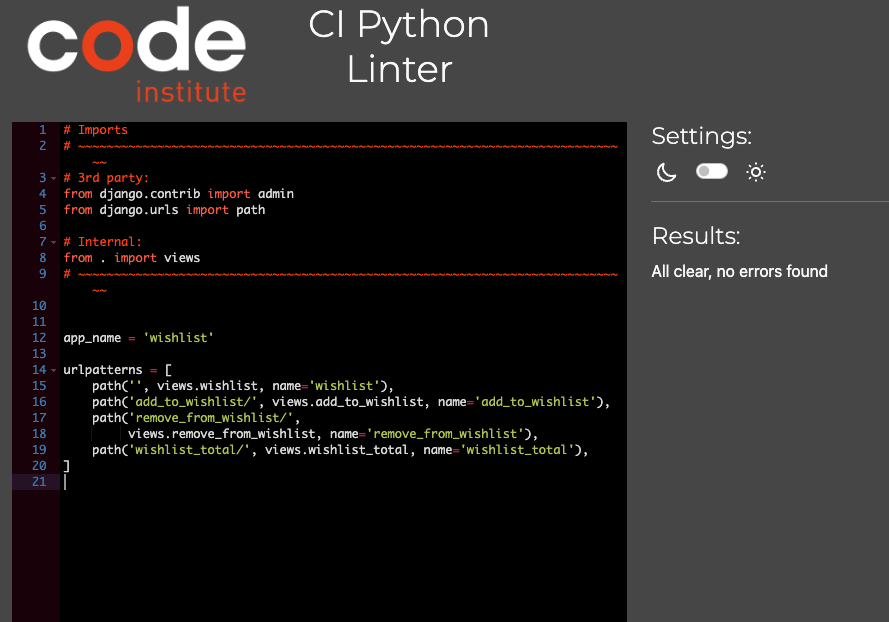 code
institute
CI Python
Linter
1 # Imports
2 # ~~~~~~~~~~~~~~~~~~~~~~~~~~~~~~~~~~~~~~~~~~~~~~~~~~~~~~~~~~~~~~~~~~~~~~~~~~~
~~
3 # 3rd party:
4 from django.contrib import admin
5 from django.urls import path
6
7 # Internal:
8 from . import views
9 # ~~~~~~~~~~~~~~~~~~~~~~~~~~~~~~~~~~~~~~~~~~~~~~~~~~~~~~~~~~~~~~~~~~~~~~~~~~~
~~
10
11
12 app_name = 'wishlist'
13
14 urlpatterns = [
15     path('', views.wishlist, name='wishlist'),
16     path('add_to_wishlist/', views.add_to_wishlist, name='add_to_wishlist'),
17     path('remove_from_wishlist/',
18          views.remove_from_wishlist, name='remove_from_wishlist'),
19     path('wishlist_total/', views.wishlist_total, name='wishlist_total'),
20 ]
21
Settings:
Results:
All clear, no errors found